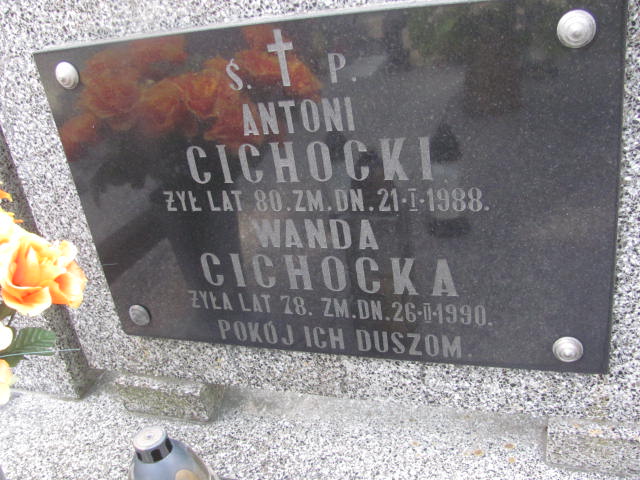 Ś. P.
ANTONI
CICHOCKI
ŻYŁ LAT 80. ZM. DN. 21·I·1988.
WANDA
CICHOCKA
ŻYŁA LAT 78. ZM. DN. 26·II·1990.
POKÓJ ICH DUSZOM.